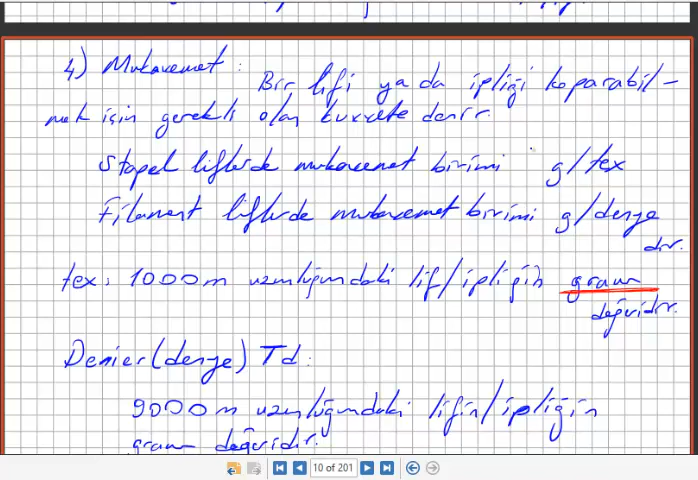 4) Mukavemet: Bir lifi ya da ipliği koparabil-
mek için gerekli olan kuvvete denir.
Stapel liflerde mukavemet birimi g/tex
Filament liflerde mukavemet birimi g/denye
dir.
tex: 1000m uzunluğundaki lif/ipliğin gram
değeridir.
Denier (denye) Td:
9000m uzunluğundaki lifin/ipliğin
gram değeridir.
10 of 201